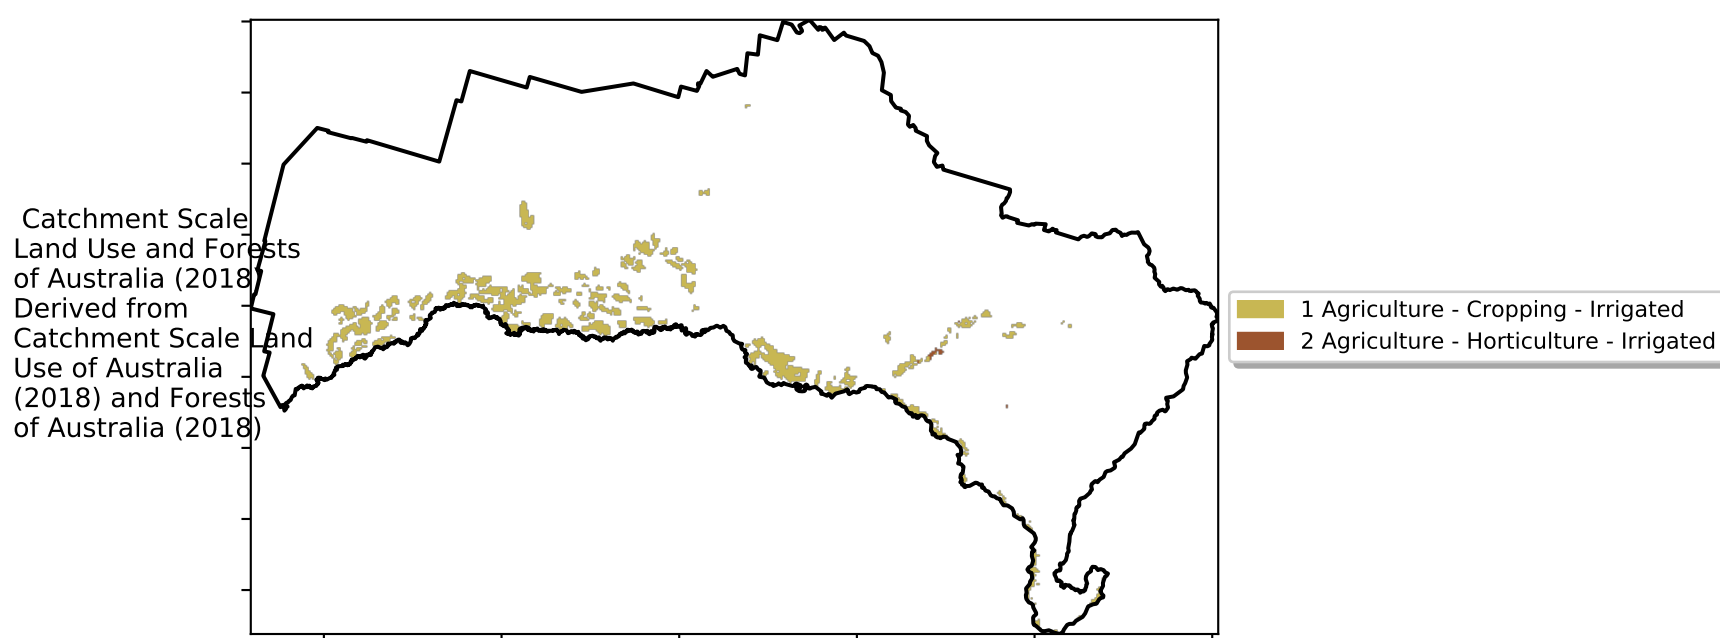 Catchment Scale
Land Use and Forests
of Australia (2018)
Derived from
Catchment Scale Land
Use of Australia
(2018) and Forests
of Australia (2018)
1 Agriculture - Cropping - Irrigated
2 Agriculture - Horticulture - Irrigated